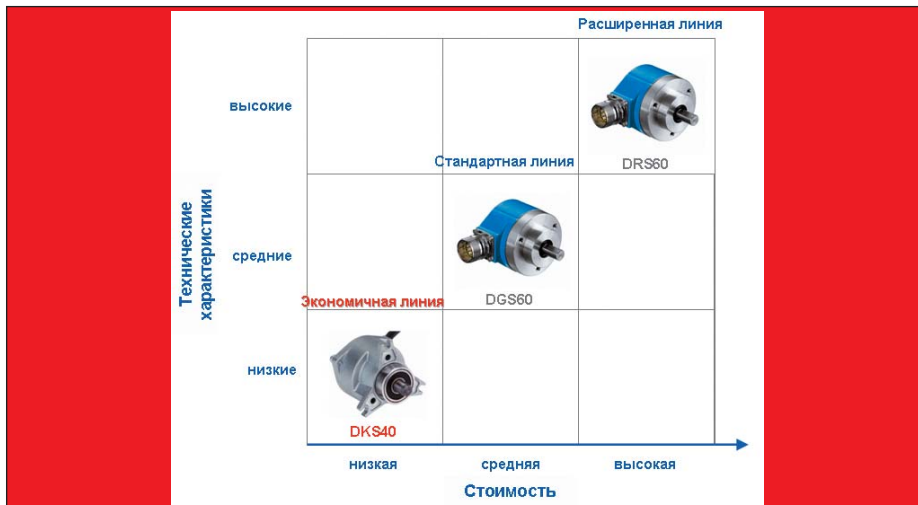 Расширенная линия
высокие
Стандартная линия
DRS60
Технические
характеристики
средние
Экономичная линия
DGS60
низкие
DKS40
низкая
средняя
высокая
Стоимость